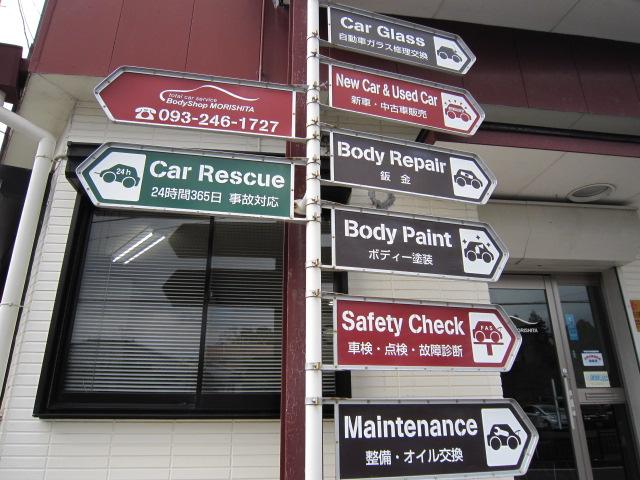 Car Glass
自動車ガラス修理交換
total car service
BodyShop MORISHITA
☎093-246-1727
New Car & Used Car
新車・中古車販売
24h
Car Rescue
24時間365日 事故対応
Body Repair
鈑金
Body Paint
ボディー塗装
Safety Check
車検・点検・故障診断
FAS
MORISHITA
Maintenance
整備・オイル交換